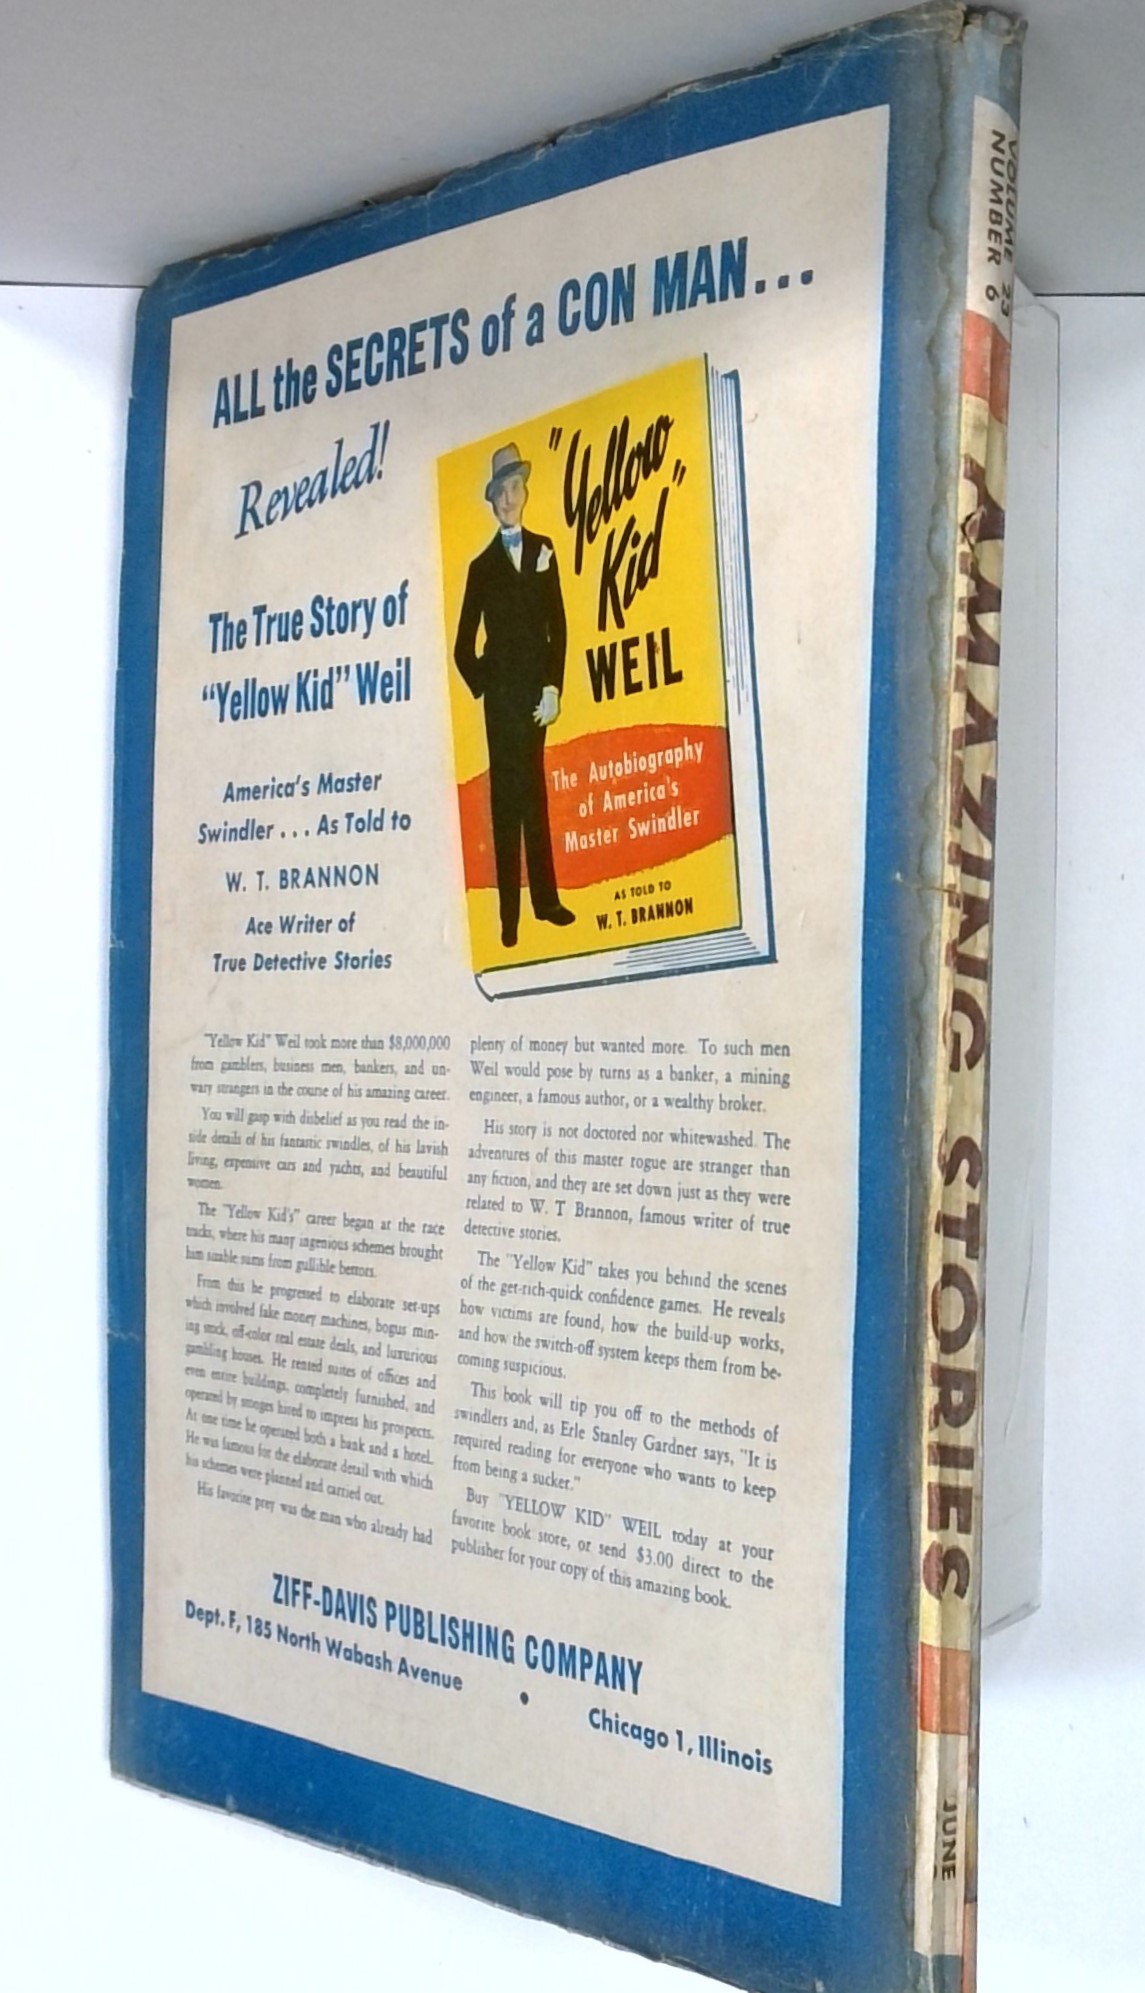 ALL the SECRETS of a CON MAN...
Revealed!
The True Story of
"Yellow Kid" Weil
America's Master
Swindler... As Told to
W. T. BRANNON
Ace Writer of
True Detective Stories
"Yellow
Kid"
WEIL
The Autobiography
of America's
Master Swindler
AS TOLD TO
W. T. BRANNON
"Yellow Kid" Weil took more than $8,000,000
from gamblers, business men, bankers, and un-
wary strangers in the course of his amazing career.
You will gasp with disbelief as you read the in-
side details of his fantastic swindles, of his lavish
living, expensive cars and yachts, and beautiful
women.
The "Yellow Kid's" career began at the race
tracks, where his many ingenious schemes brought
him sizable sums from gullible bettors.
From this he progressed to elaborate set-ups
which involved fake money machines, bogus min-
ing stock, off-color real estate deals, and luxurious
gambling houses. He rented suites of offices and
even entire buildings, completely furnished, and
operated by stooges hired to impress his prospects.
At one time he operated both a bank and a hotel.
He was famous for the elaborate detail with which
his schemes were planned and carried out.
His favorite prey was the man who already had
plenty of money but wanted more. To such men
Weil would pose by turns as a banker, a mining
engineer, a famous author, or a wealthy broker.
His story is not doctored nor whitewashed. The
adventures of this master rogue are stranger than
any fiction, and they are set down just as they were
related to W. T Brannon, famous writer of true
detective stories.
The "Yellow Kid" takes you behind the scenes
of the get-rich-quick confidence games. He reveals
how victims are found, how the build-up works,
and how the switch-off system keeps them from be-
coming suspicious.
This book will tip you off to the methods of
swindlers and, as Erle Stanley Gardner says, "It is
required reading for everyone who wants to keep
from being a sucker."
Buy "YELLOW KID" WEIL today at your
favorite book store, or send $3.00 direct to the
publisher for your copy of this amazing book.
ZIFF-DAVIS PUBLISHING COMPANY
Dept. F, 185 North Wabash Avenue • Chicago 1, Illinois
VOLUME 23
NUMBER 6
AMAZING STORIES
JUNE